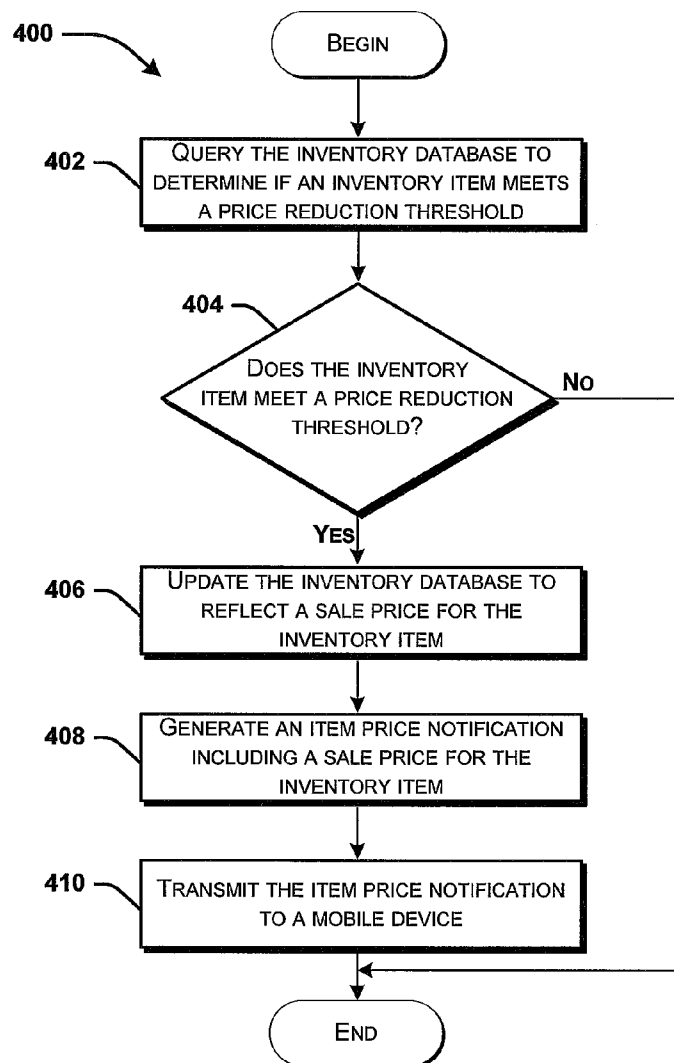 400
BEGIN
402
QUERY THE INVENTORY DATABASE TO
DETERMINE IF AN INVENTORY ITEM MEETS
A PRICE REDUCTION THRESHOLD
404
DOES THE INVENTORY
ITEM MEET A PRICE REDUCTION
THRESHOLD?
NO
YES
406
UPDATE THE INVENTORY DATABASE TO
REFLECT A SALE PRICE FOR THE
INVENTORY ITEM
408
GENERATE AN ITEM PRICE NOTIFICATION
INCLUDING A SALE PRICE FOR THE
INVENTORY ITEM
410
TRANSMIT THE ITEM PRICE NOTIFICATION
TO A MOBILE DEVICE
END